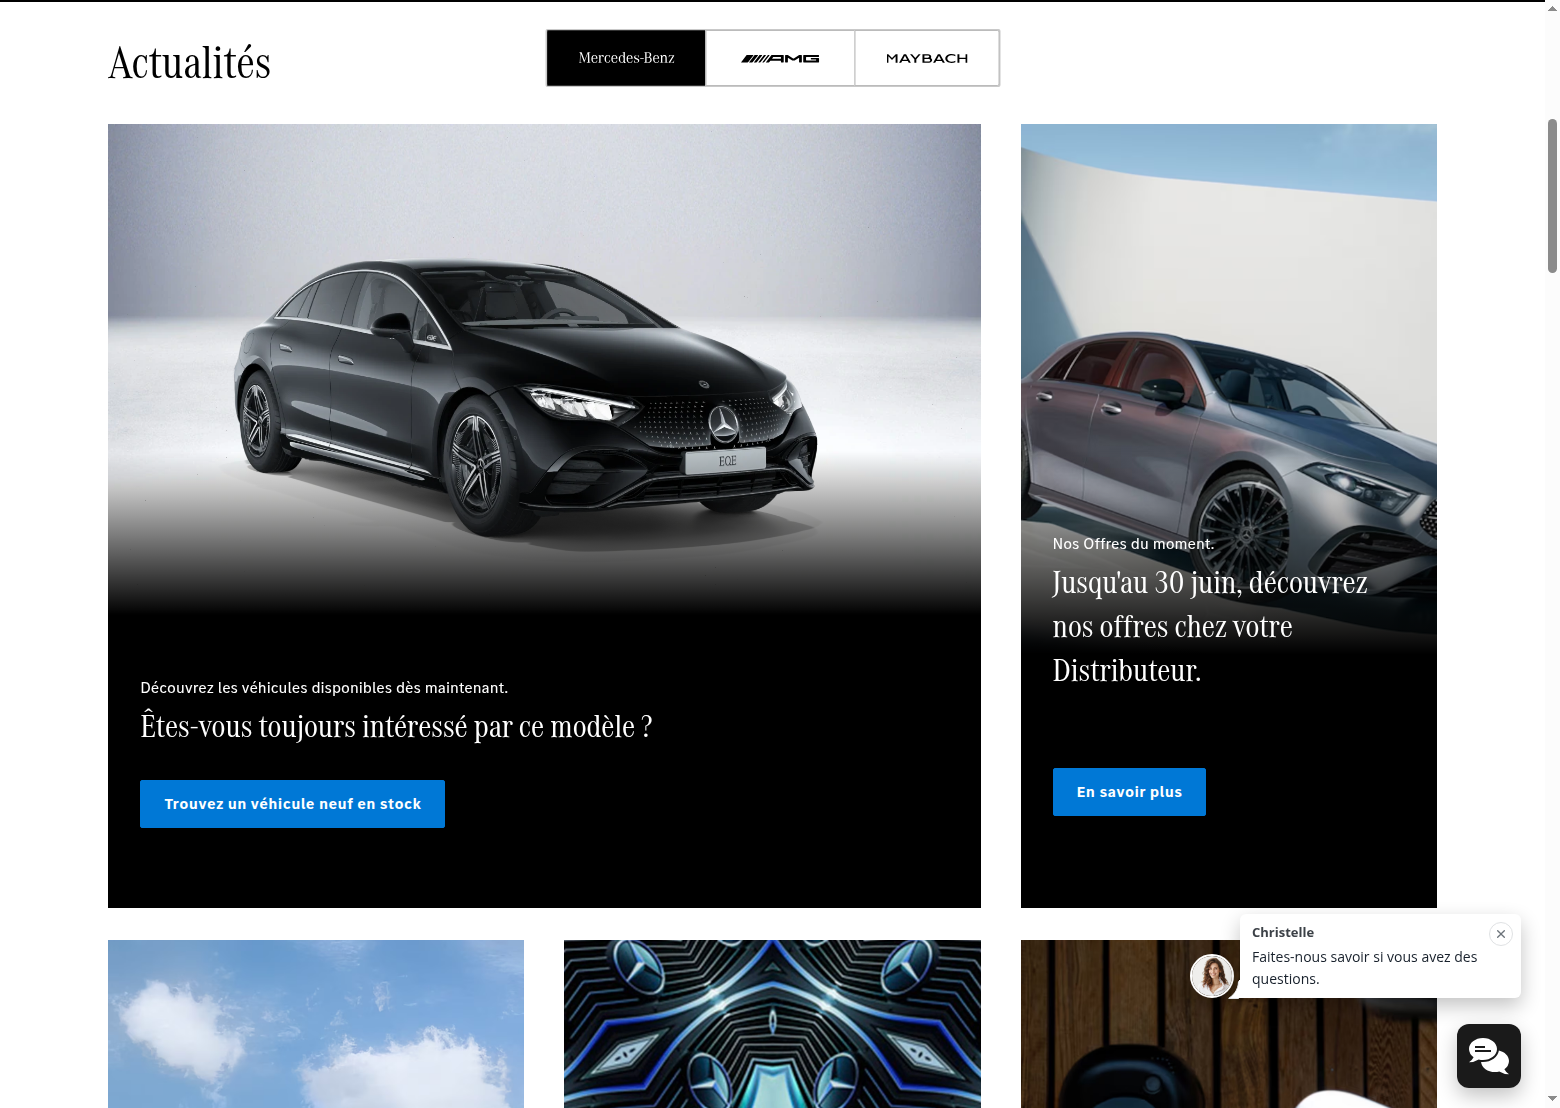 Actualités
Mercedes-Benz
AMG
MAYBACH
EQE
Découvrez les véhicules disponibles dès maintenant.
Êtes-vous toujours intéressé par ce modèle ?
Trouvez un véhicule neuf en stock
Nos Offres du moment.
Jusqu'au 30 juin, découvrez
nos offres chez votre
Distributeur.
En savoir plus
Christelle
Faites-nous savoir si vous avez des
questions.